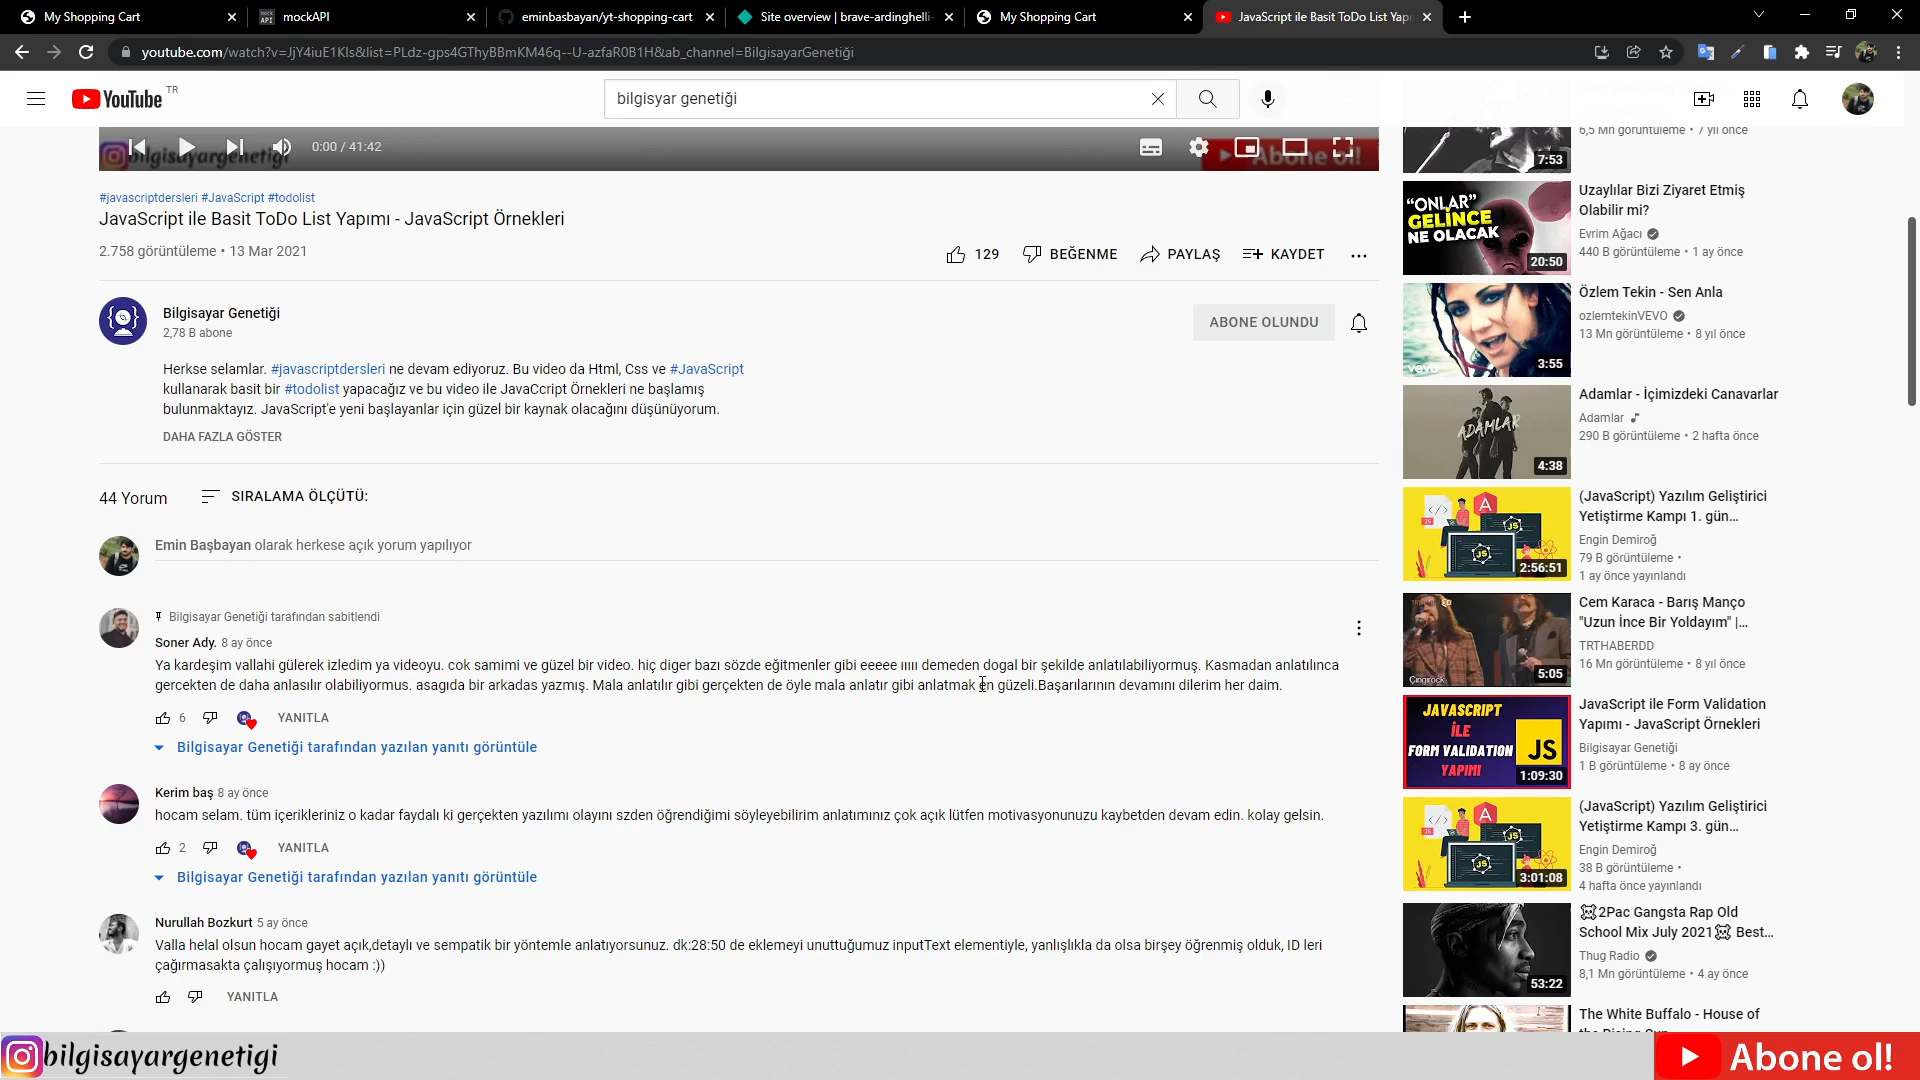 My Shopping Cart
mockAPI
eminbasbayan/yt-shopping-cart
Site overview | brave-ardinghelli-
My Shopping Cart
JavaScript ile Basit ToDo List Yap
youtube.com/watch?v=JjY4iuE1KIs&list=PLdz-gps4GThyBBmKM46q--U-azfaR0B1H&ab_channel=BilgisayarGenetiği
YouTube TR
bilgisyar genetiği
0:00 / 41:42
#javascriptdersleri #JavaScript #todolist
JavaScript ile Basit ToDo List Yapımı - JavaScript Örnekleri
2.758 görüntüleme • 13 Mar 2021
129
BEĞENME
PAYLAŞ
KAYDET
Bilgisayar Genetiği
2,78 B abone
ABONE OLUNDU
Herkse selamlar. #javascriptdersleri ne devam ediyoruz. Bu video da Html, Css ve #JavaScript
kullanarak basit bir #todolist yapacağız ve bu video ile JavaCcript Örnekleri ne başlamış
bulunmaktayız. JavaScript'e yeni başlayanlar için güzel bir kaynak olacağını düşünüyorum.
DAHA FAZLA GÖSTER
44 Yorum
SIRALAMA ÖLÇÜTÜ:
Emin Başbayan olarak herkese açık yorum yapılıyor
Bilgisayar Genetiği tarafından sabitlendi
Soner Ady. 8 ay önce
Ya kardeşim vallahi gülerek izledim ya videoyu. cok samimi ve güzel bir video. hiç diger bazı sözde eğitmenler gibi eeeee ııııı demeden dogal bir şekilde anlatılabiliyormuş. Kasmadan anlatılınca
gercekten de daha anlasılır olabiliyormus. asagıda bir arkadas yazmış. Mala anlatılır gibi gerçekten de öyle mala anlatır gibi anlatmak en güzeli.Başarılarının devamını dilerim her daim.
6
YANITLA
Bilgisayar Genetiği tarafından yazılan yanıtı görüntüle
Kerim baş 8 ay önce
hocam selam. tüm içerikleriniz o kadar faydalı ki gerçekten yazılımı olayını szden öğrendiğimi söyleyebilirim anlatımınız çok açık lütfen motivasyonunuzu kaybetden devam edin. kolay gelsin.
2
YANITLA
Bilgisayar Genetiği tarafından yazılan yanıtı görüntüle
Nurullah Bozkurt 5 ay önce
Valla helal olsun hocam gayet açık,detaylı ve sempatik bir yöntemle anlatıyorsunuz. dk:28:50 de eklemeyi unuttuğumuz inputText elementiyle, yanlışlıkla da olsa birşey öğrenmiş olduk, ID leri
çağırmasakta çalışıyormuş hocam :))
YANITLA
6,5 Mn görüntüleme • 7 yıl önce
7:53
"ONLAR"
GELİNCE
NE OLACAK
20:50
Uzaylılar Bizi Ziyaret Etmiş
Olabilir mi?
Evrim Ağacı
440 B görüntüleme • 1 ay önce
vevo
3:55
Özlem Tekin - Sen Anla
ozlemtekinVEVO
13 Mn görüntüleme • 8 yıl önce
ADAMLAR
4:38
Adamlar - İçimizdeki Canavarlar
Adamlar
290 B görüntüleme • 2 hafta önce
2:56:51
(JavaScript) Yazılım Geliştirici
Yetiştirme Kampı 1. gün...
Engin Demiroğ
79 B görüntüleme •
1 ay önce yayınlandı
5:05
Cem Karaca - Barış Manço
"Uzun İnce Bir Yoldayım" |...
TRTHABERDD
16 Mn görüntüleme • 8 yıl önce
JAVASCRIPT
İLE
FORM VALIDATION
YAPIMI
JS
1:09:30
JavaScript ile Form Validation
Yapımı - JavaScript Örnekleri
Bilgisayar Genetiği
1 B görüntüleme • 8 ay önce
3:01:08
(JavaScript) Yazılım Geliştirici
Yetiştirme Kampı 3. gün...
Engin Demiroğ
38 B görüntüleme •
4 hafta önce yayınlandı
53:22
☠2Pac Gangsta Rap Old
School Mix July 2021☠ Best...
Thug Radio
8,1 Mn görüntüleme • 4 ay önce
The White Buffalo - House of
bilgisayargenetigi
Abone ol!